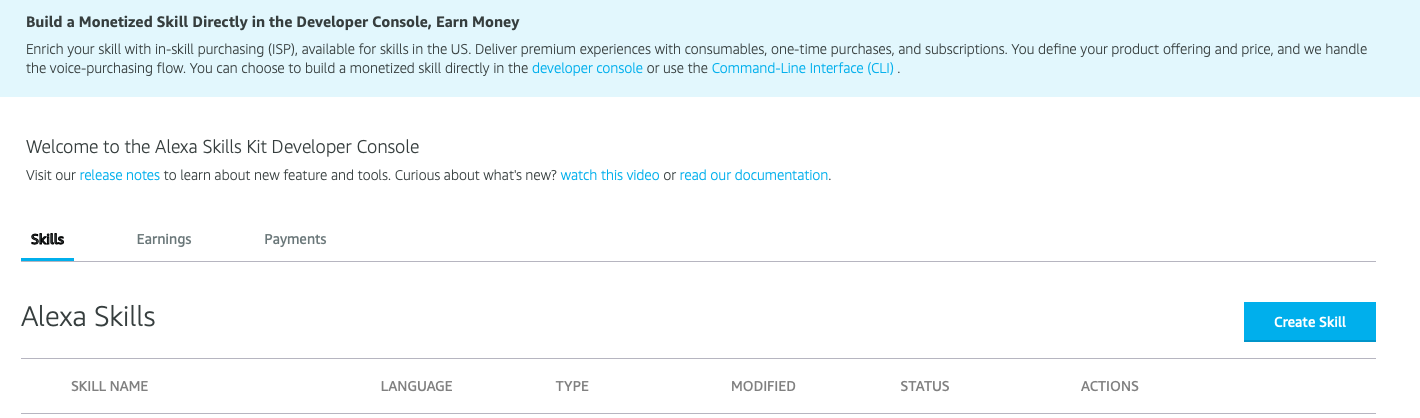 Build a Monetized Skill Directly in the Developer Console, Earn Money
Enrich your skill with in-skill purchasing (ISP), available for skills in the US. Deliver premium experiences with consumables, one-time purchases, and subscriptions. You define your product offering and price, and we handle
the voice-purchasing flow. You can choose to build a monetized skill directly in the developer console or use the Command-Line Interface (CLI) .
Welcome to the Alexa Skills Kit Developer Console
Visit our release notes to learn about new feature and tools. Curious about what's new? watch this video or read our documentation.
Skills Earnings Payments
Alexa Skills
Create Skill
SKILL NAME LANGUAGE TYPE MODIFIED STATUS ACTIONS